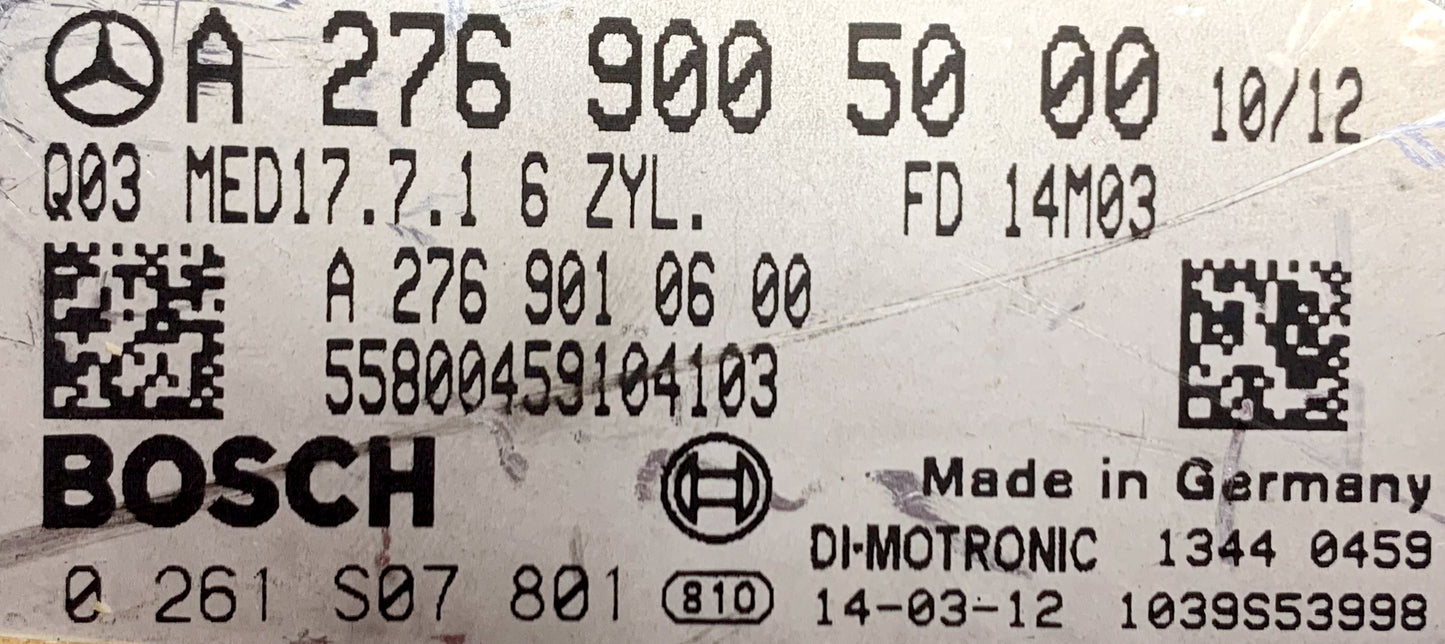 A 276 900 50 00 10/12
Q03 MED17.7.1 6 ZYL. FD 14M03
A 276 901 06 00
55800459104103
BOSCH
Made in Germany
DI-MOTRONIC 1344 0459
0 261 S07 801 810 14-03-12 1039S53998